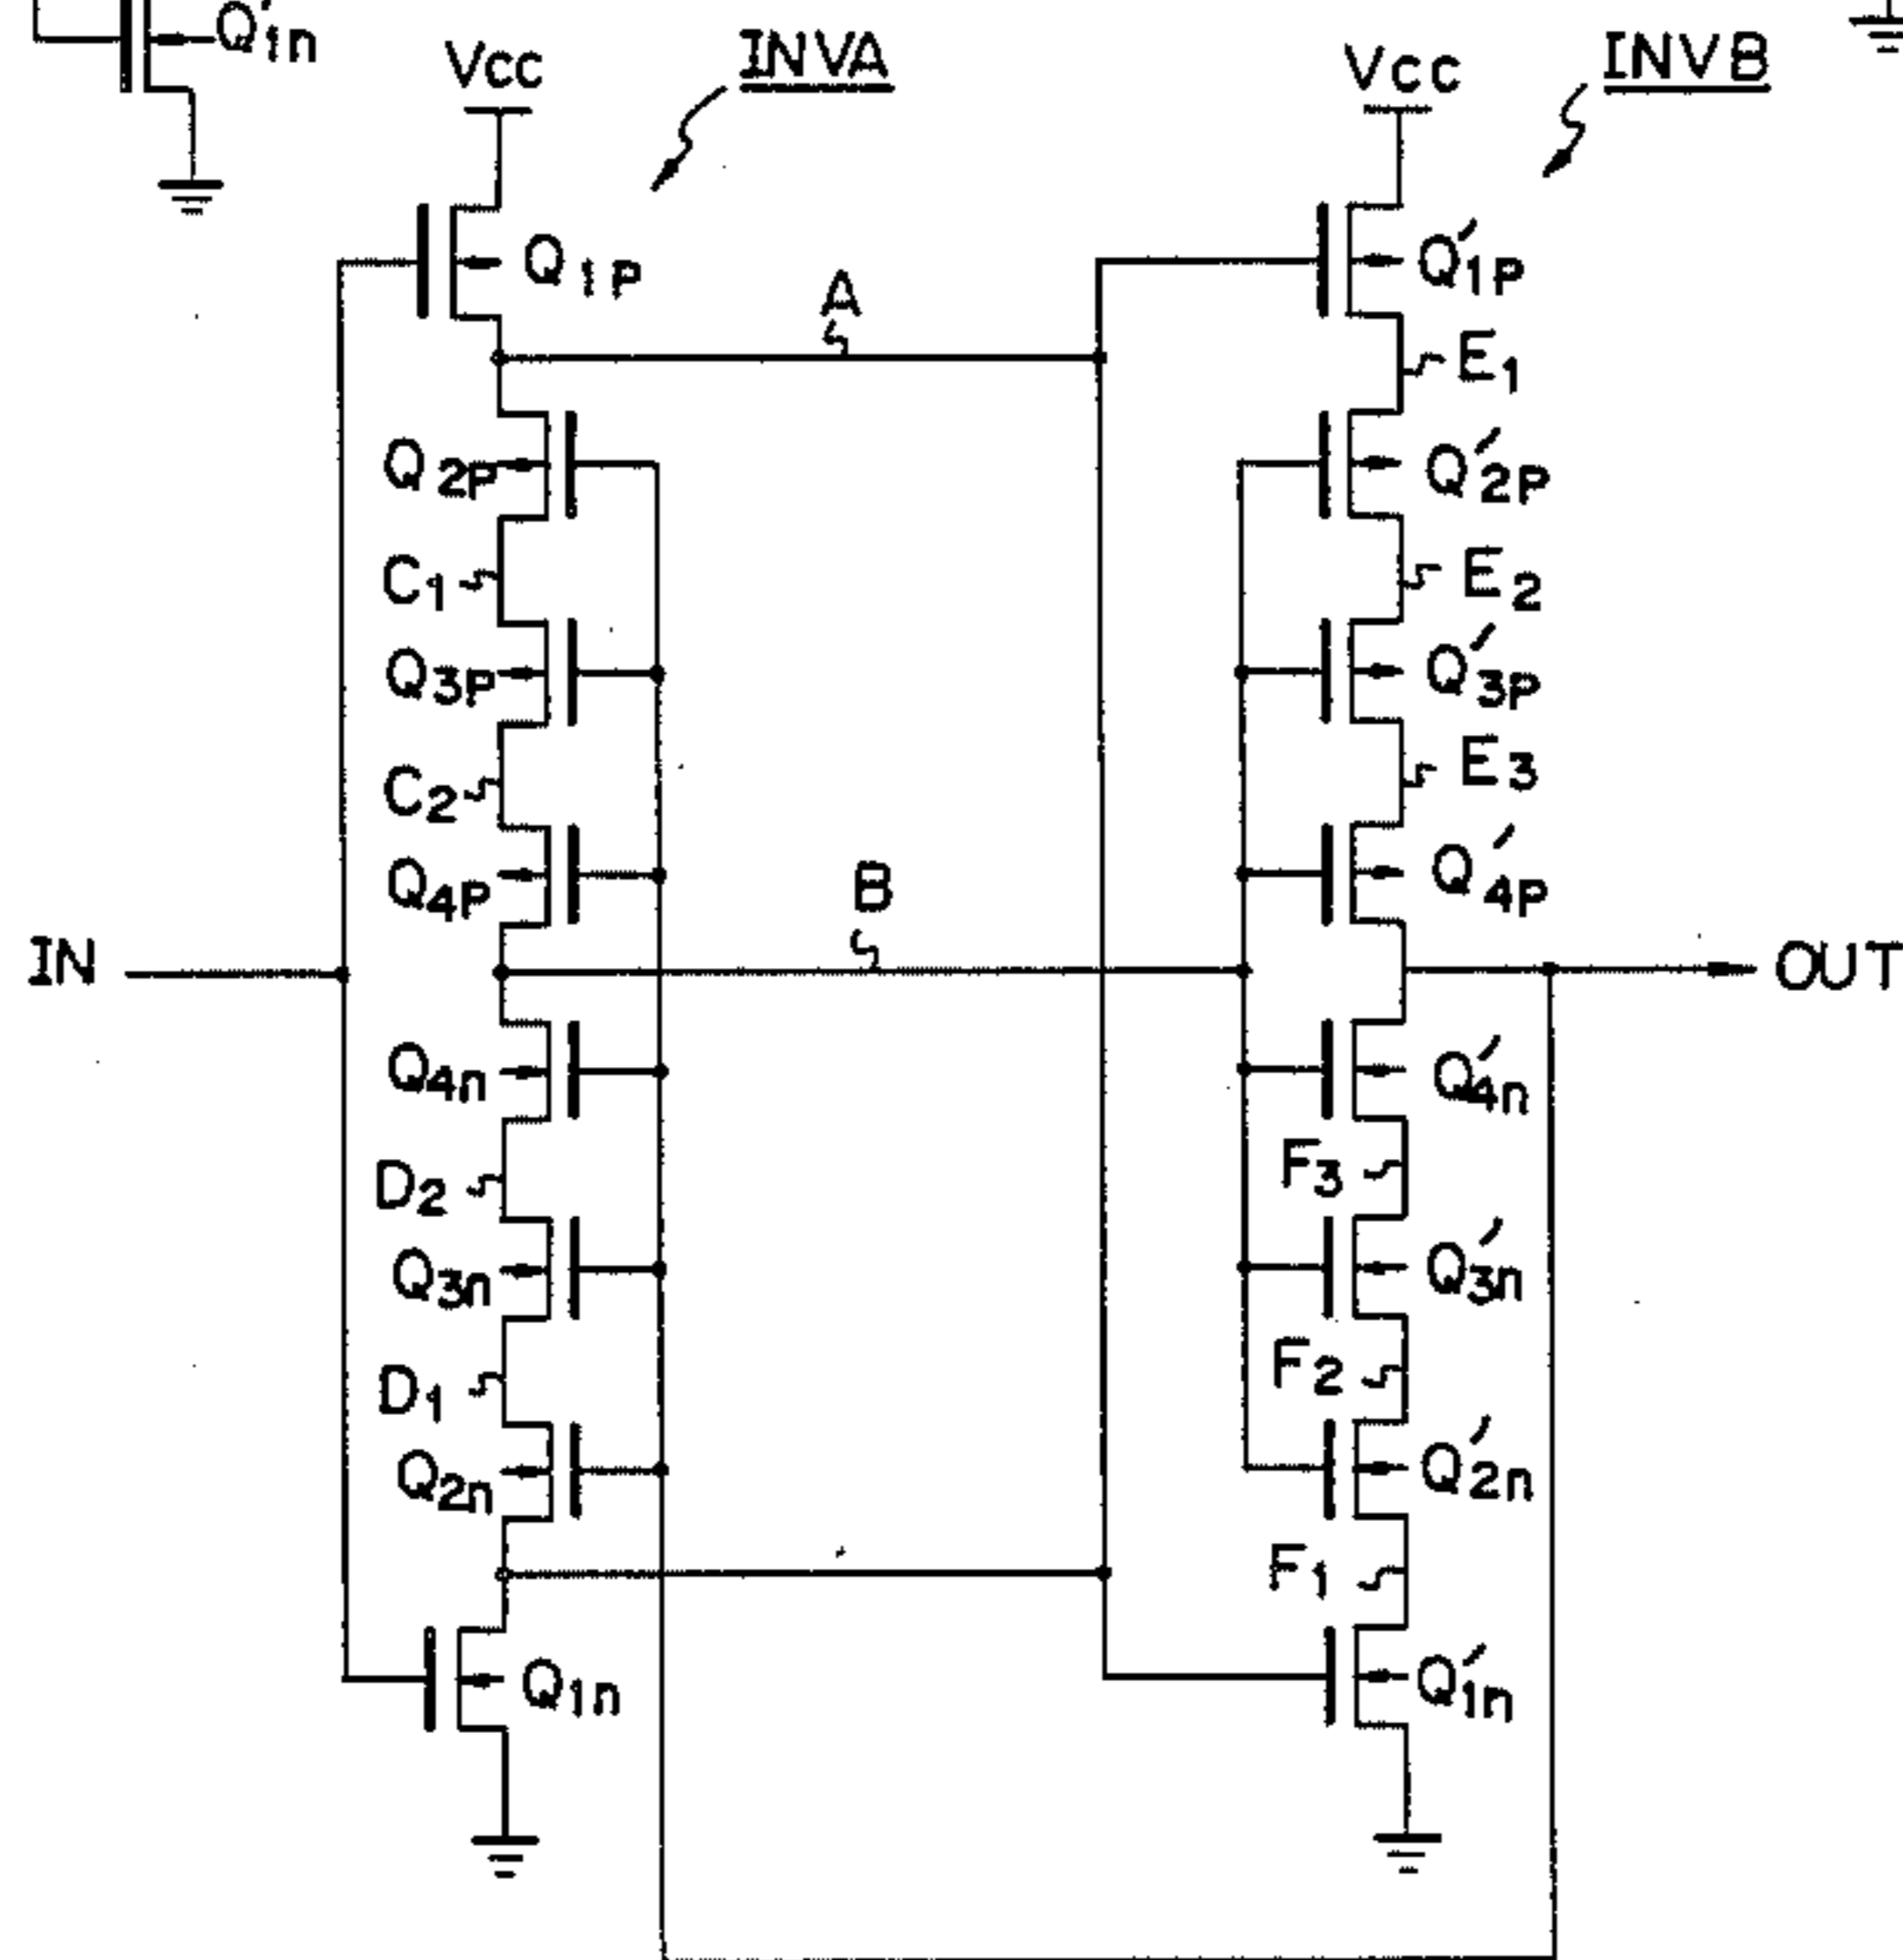 Q'1n
Vcc
INVA
Vcc
INVB
Q1P
A
Q'1P
E1
Q2P
Q'2P
C1
E2
Q3P
Q'3P
C2
E3
Q4P
B
Q'4P
IN
OUT
Q4n
Q'4n
D2
F3
Q3n
Q'3n
D1
F2
Q2n
Q'2n
F1
Q1n
Q'1n